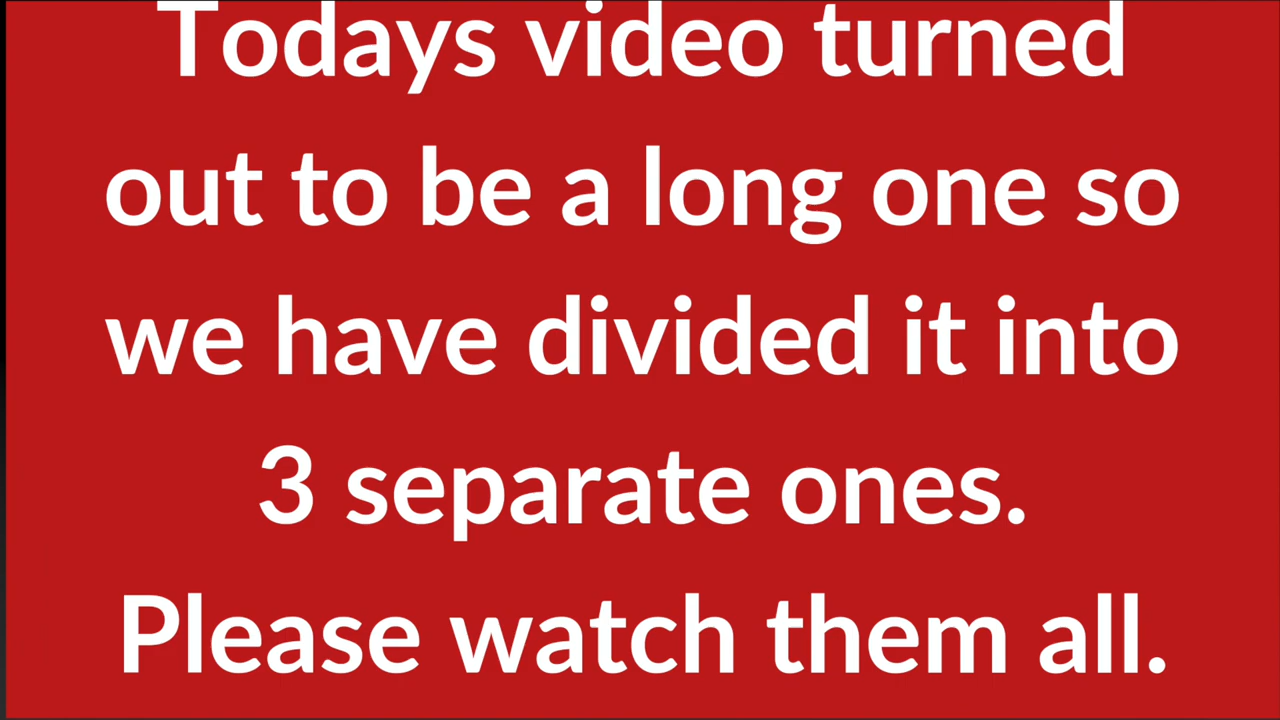 Todays video turned
out to be a long one so
we have divided it into
3 separate ones.
Please watch them all.